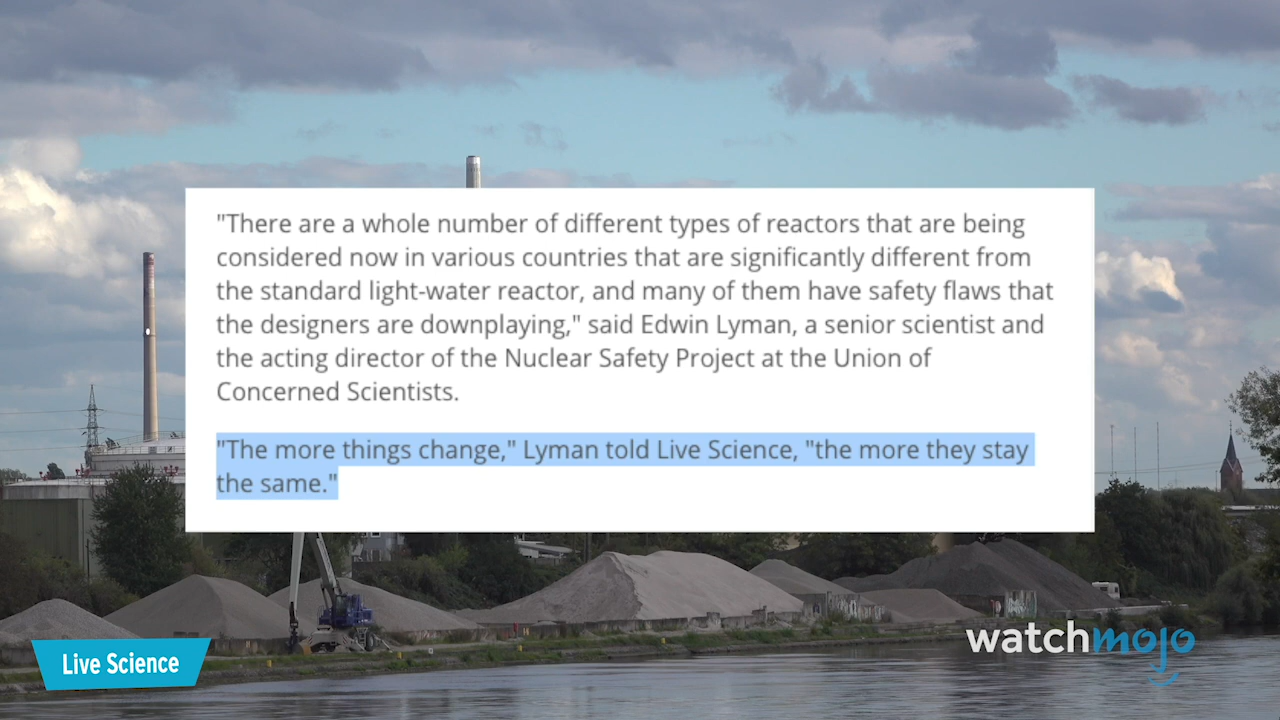 "There are a whole number of different types of reactors that are being
considered now in various countries that are significantly different from
the standard light-water reactor, and many of them have safety flaws that
the designers are downplaying," said Edwin Lyman, a senior scientist and
the acting director of the Nuclear Safety Project at the Union of
Concerned Scientists.
"The more things change," Lyman told Live Science, "the more they stay
the same."
Live Science
watchmojo